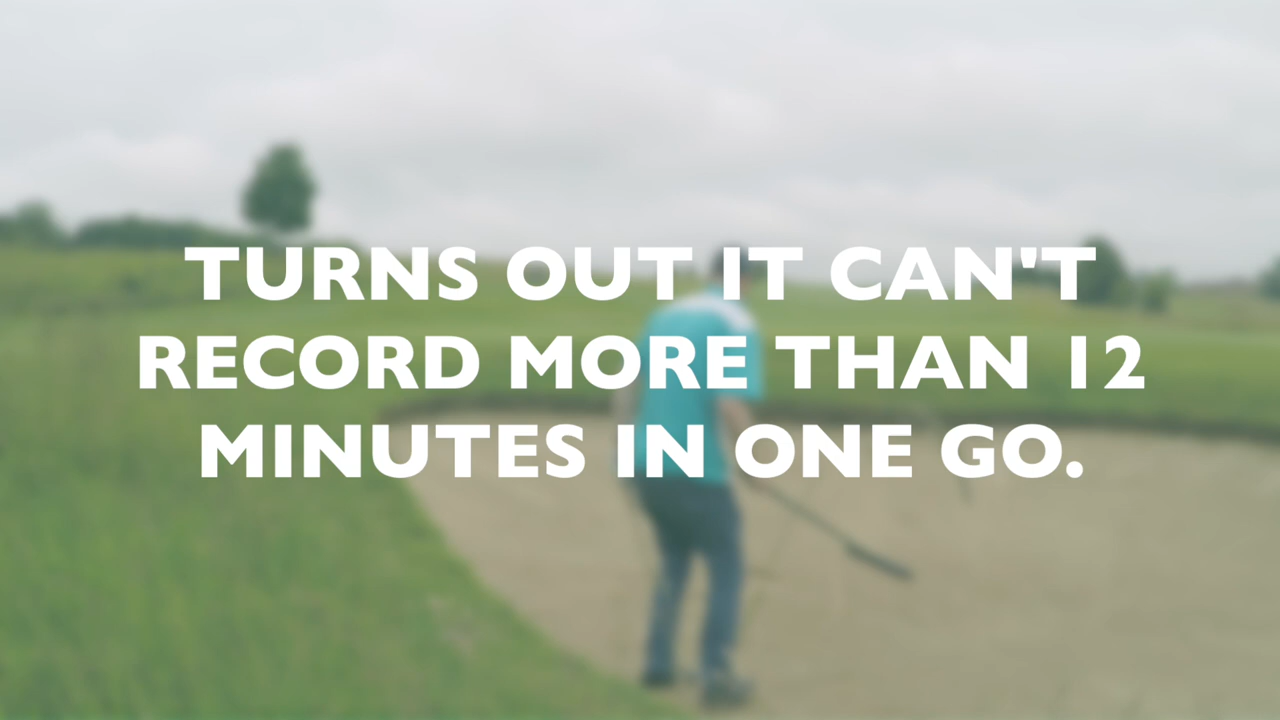 TURNS OUT IT CAN'T
RECORD MORE THAN 12
MINUTES IN ONE GO.